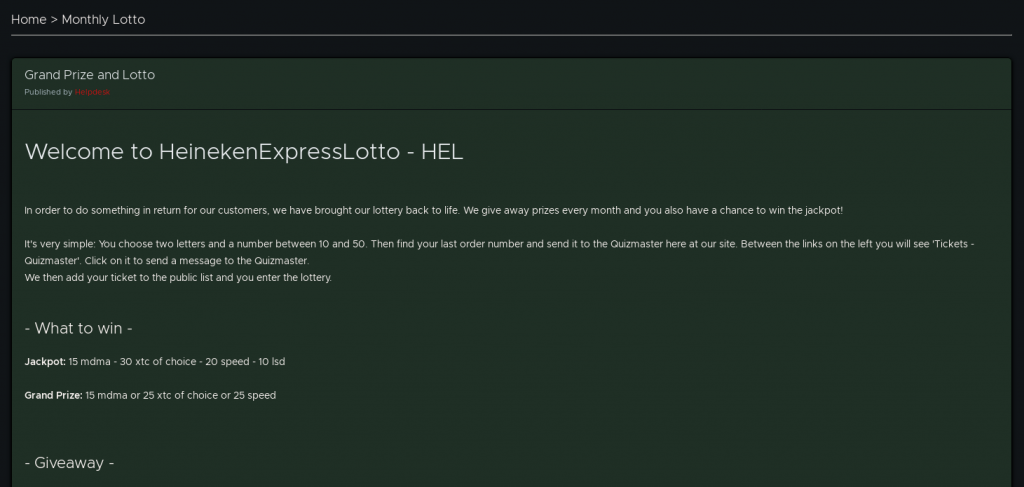 Home > Monthly Lotto
Grand Prize and Lotto
Published by Helpdesk
Welcome to HeinekenExpressLotto - HEL
In order to do something in return for our customers, we have brought our lottery back to life. We give away prizes every month and you also have a chance to win the jackpot!
It's very simple: You choose two letters and a number between 10 and 50. Then find your last order number and send it to the Quizmaster here at our site. Between the links on the left you will see 'Tickets -
Quizmaster'. Click on it to send a message to the Quizmaster.
We then add your ticket to the public list and you enter the lottery.
- What to win -
Jackpot: 15 mdma - 30 xtc of choice - 20 speed - 10 lsd
Grand Prize: 15 mdma or 25 xtc of choice or 25 speed
- Giveaway -